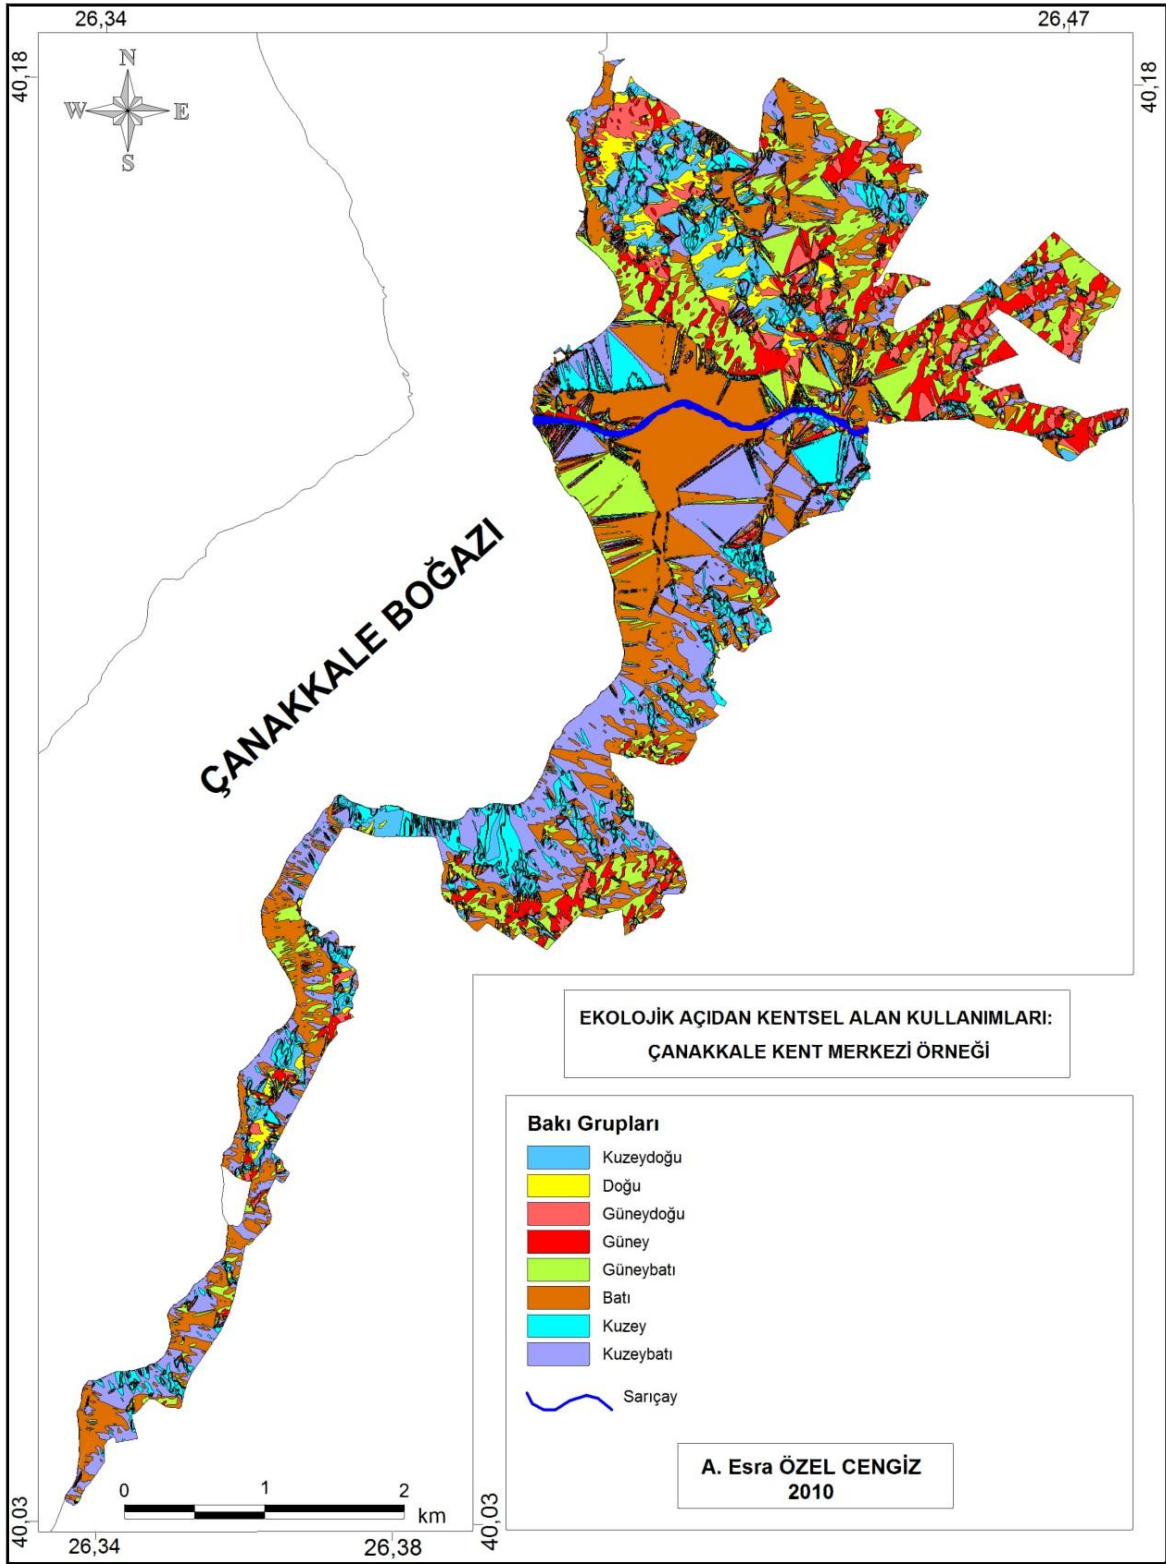 26,34
26,47
40,18
40,18
N
W
E
S
ÇANAKKALE BOĞAZI
EKOLOJİK AÇIDAN KENTSEL ALAN KULLANIMLARI:
ÇANAKKALE KENT MERKEZİ ÖRNEĞİ
Bakı Grupları
Kuzeydoğu
Doğu
Güneydoğu
Güney
Güneybatı
Batı
Kuzey
Kuzeybatı
Sarıçay
A. Esra ÖZEL CENGİZ
2010
0 1 2
km
40,03
40,03
26,34
26,38